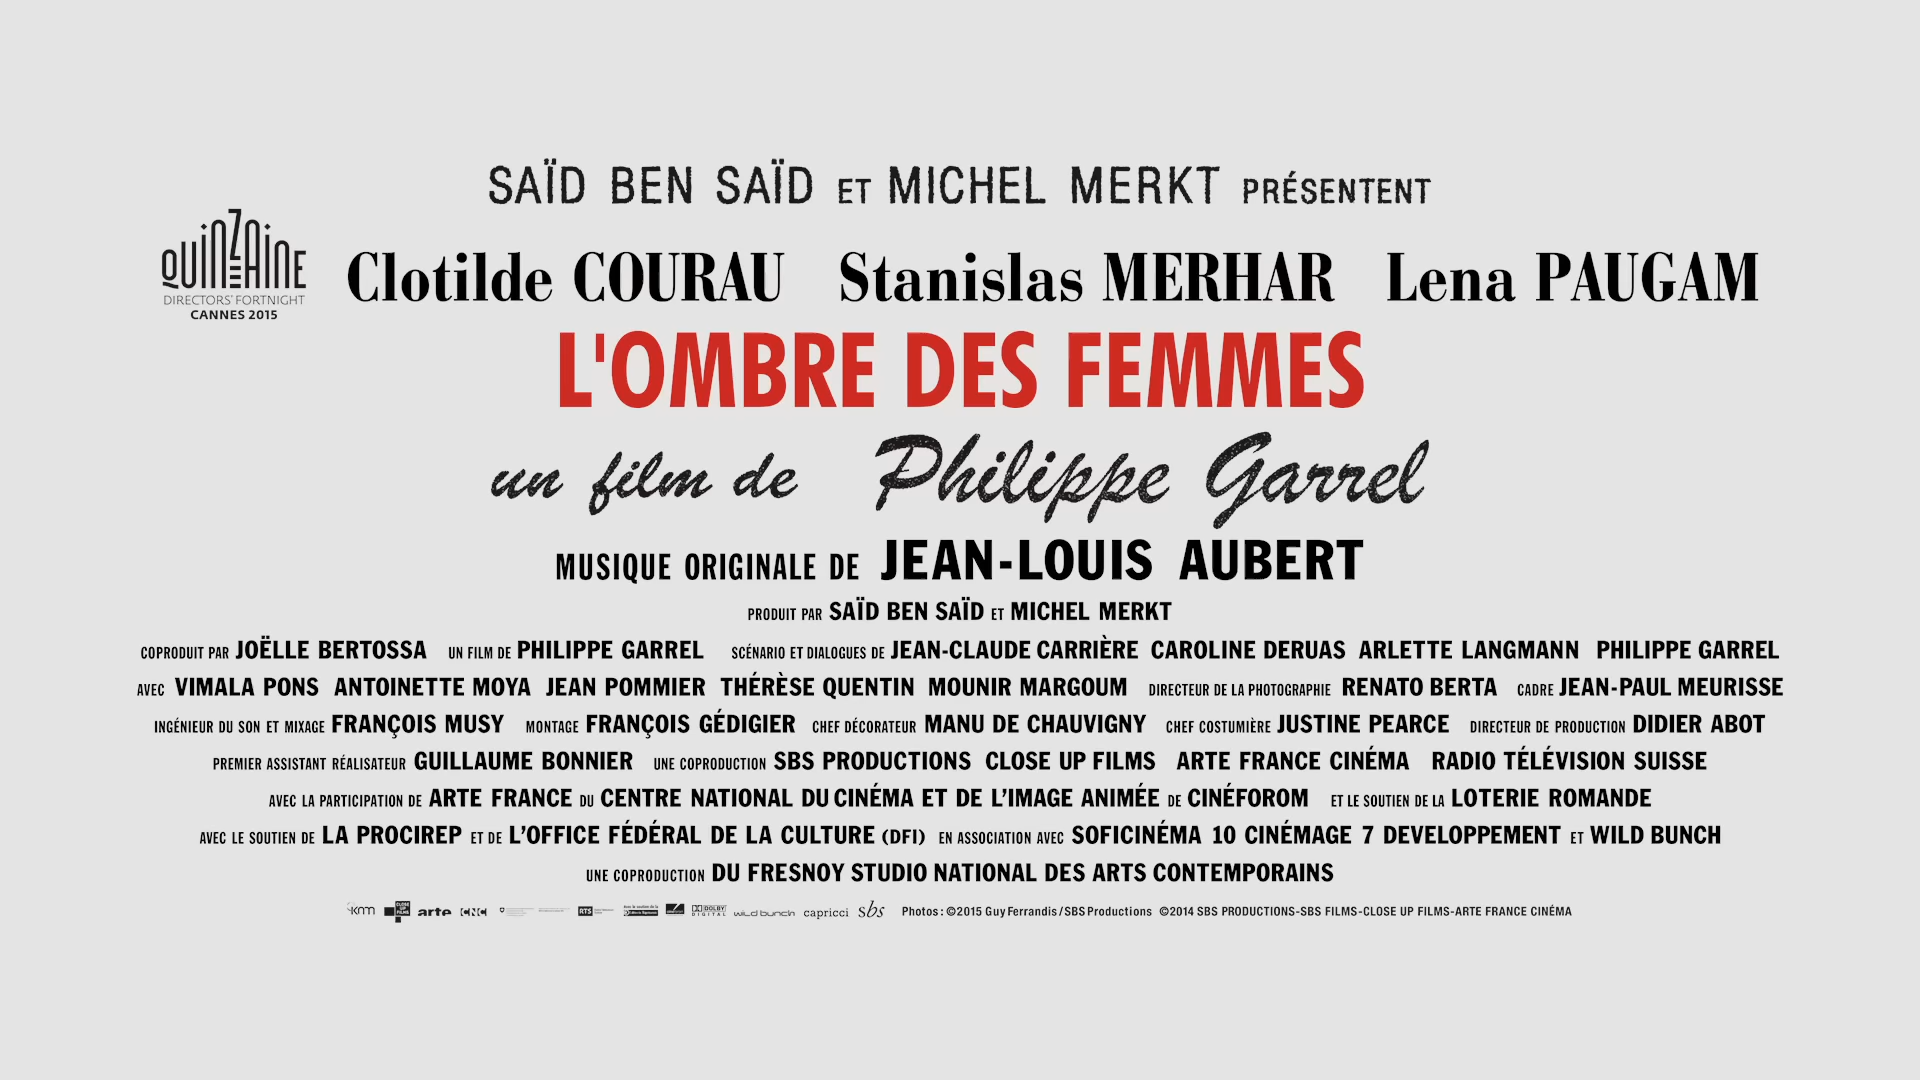 SAÏD BEN SAÏD ET MICHEL MERKT PRÉSENTENT
QUINZAINE
DIRECTORS' FORTNIGHT
CANNES 2015
Clotilde COURAU Stanislas MERHAR Lena PAUGAM
L'OMBRE DES FEMMES
un film de Philippe Garrel
MUSIQUE ORIGINALE DE JEAN-LOUIS AUBERT
PRODUIT PAR SAÏD BEN SAÏD ET MICHEL MERKT
COPRODUIT PAR JOËLLE BERTOSSA UN FILM DE PHILIPPE GARREL SCÉNARIO ET DIALOGUES DE JEAN-CLAUDE CARRIÈRE CAROLINE DERUAS ARLETTE LANGMANN PHILIPPE GARREL
AVEC VIMALA PONS ANTOINETTE MOYA JEAN POMMIER THÉRÈSE QUENTIN MOUNIR MARGOUM DIRECTEUR DE LA PHOTOGRAPHIE RENATO BERTA CADRE JEAN-PAUL MEURISSE
INGÉNIEUR DU SON ET MIXAGE FRANÇOIS MUSY MONTAGE FRANÇOIS GÉDIGIER CHEF DÉCORATEUR MANU DE CHAUVIGNY CHEF COSTUMIÈRE JUSTINE PEARCE DIRECTEUR DE PRODUCTION DIDIER ABOT
PREMIER ASSISTANT RÉALISATEUR GUILLAUME BONNIER UNE COPRODUCTION SBS PRODUCTIONS CLOSE UP FILMS ARTE FRANCE CINÉMA RADIO TÉLÉVISION SUISSE
AVEC LA PARTICIPATION DE ARTE FRANCE DU CENTRE NATIONAL DU CINÉMA ET DE L'IMAGE ANIMÉE DE CINÉFOROM ET LE SOUTIEN DE LA LOTERIE ROMANDE
AVEC LE SOUTIEN DE LA PROCIREP ET DE L'OFFICE FÉDÉRAL DE LA CULTURE (DFI) EN ASSOCIATION AVEC SOFICINÉMA 10 CINÉMAGE 7 DEVELOPPEMENT ET WILD BUNCH
UNE COPRODUCTION DU FRESNOY STUDIO NATIONAL DES ARTS CONTEMPORAINS
CLOSE UP FILMS arte CNC RTS DOLBY DIGITAL wild bunch capricci sbs Photos : ©2015 Guy Ferrandis / SBS Productions ©2014 SBS PRODUCTIONS-SBS FILMS-CLOSE UP FILMS-ARTE FRANCE CINÉMA